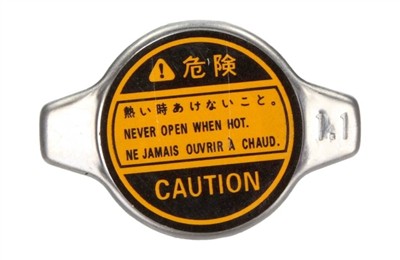 危険
熱い時あけないこと。
NEVER OPEN WHEN HOT.
NE JAMAIS OUVRIR À CHAUD.
CAUTION
1.1